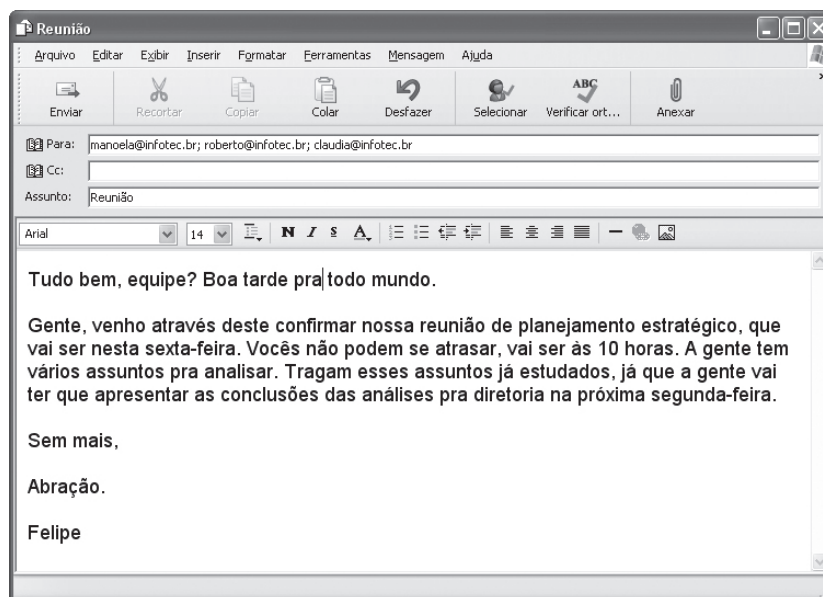 Reunião
Arquivo Editar Exibir Inserir Formatar Ferramentas Mensagem Ajuda
Enviar Recortar Copiar Colar Desfazer Selecionar Verificar ort... Anexar
Para: manoela@infotec.br; roberto@infotec.br; claudia@infotec.br
Cc:
Assunto: Reunião
Arial 14 N I S A
Tudo bem, equipe? Boa tarde pra todo mundo.
Gente, venho através deste confirmar nossa reunião de planejamento estratégico, que
vai ser nesta sexta-feira. Vocês não podem se atrasar, vai ser às 10 horas. A gente tem
vários assuntos pra analisar. Tragam esses assuntos já estudados, já que a gente vai
ter que apresentar as conclusões das análises pra diretoria na próxima segunda-feira.
Sem mais,
Abração.
Felipe